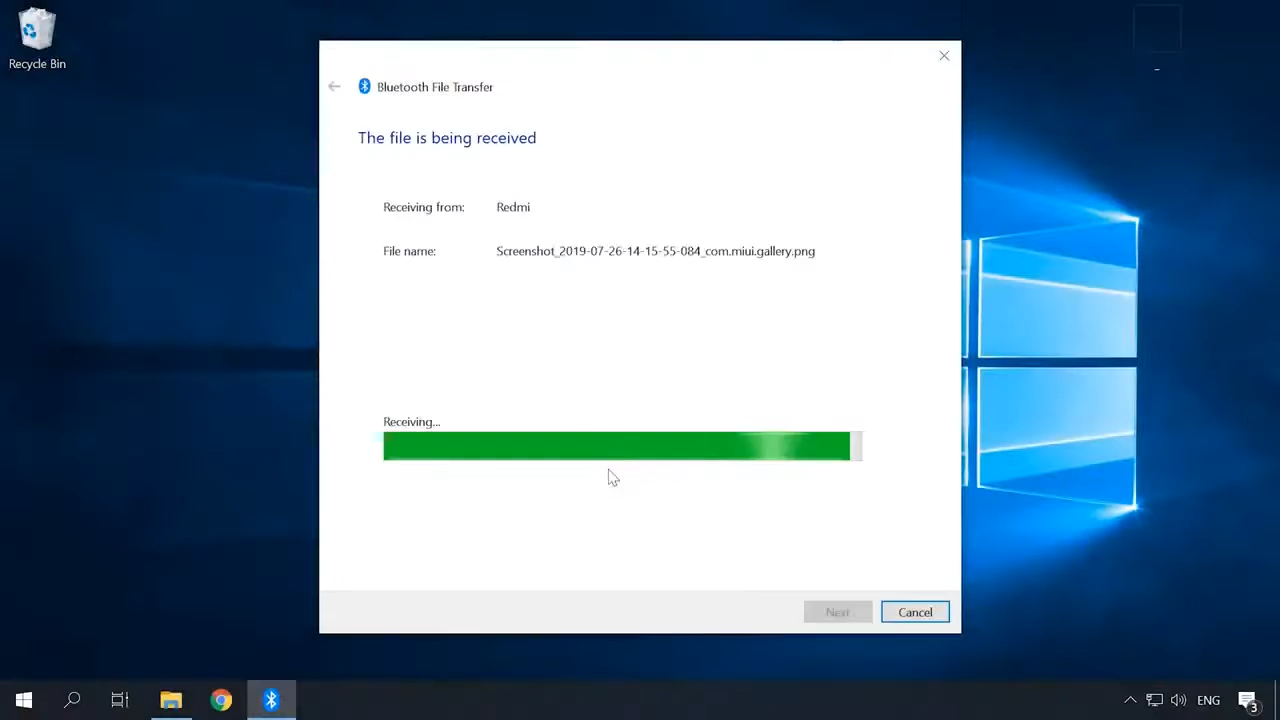 Recycle Bin
Bluetooth File Transfer
The file is being received
Receiving from: Redmi
File name: Screenshot_2019-07-26-14-15-55-084_com.miui.gallery.png
Receiving...
Next
Cancel
ENG
3